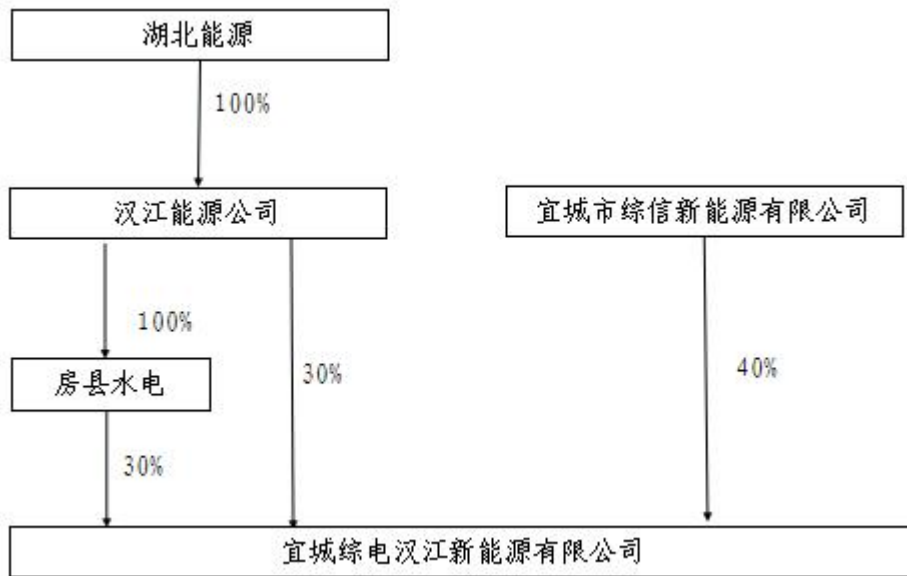 湖北能源
100%
汉江能源公司
宜城市综信新能源有限公司
100%
房县水电
30%
40%
30%
宜城综电汉江新能源有限公司